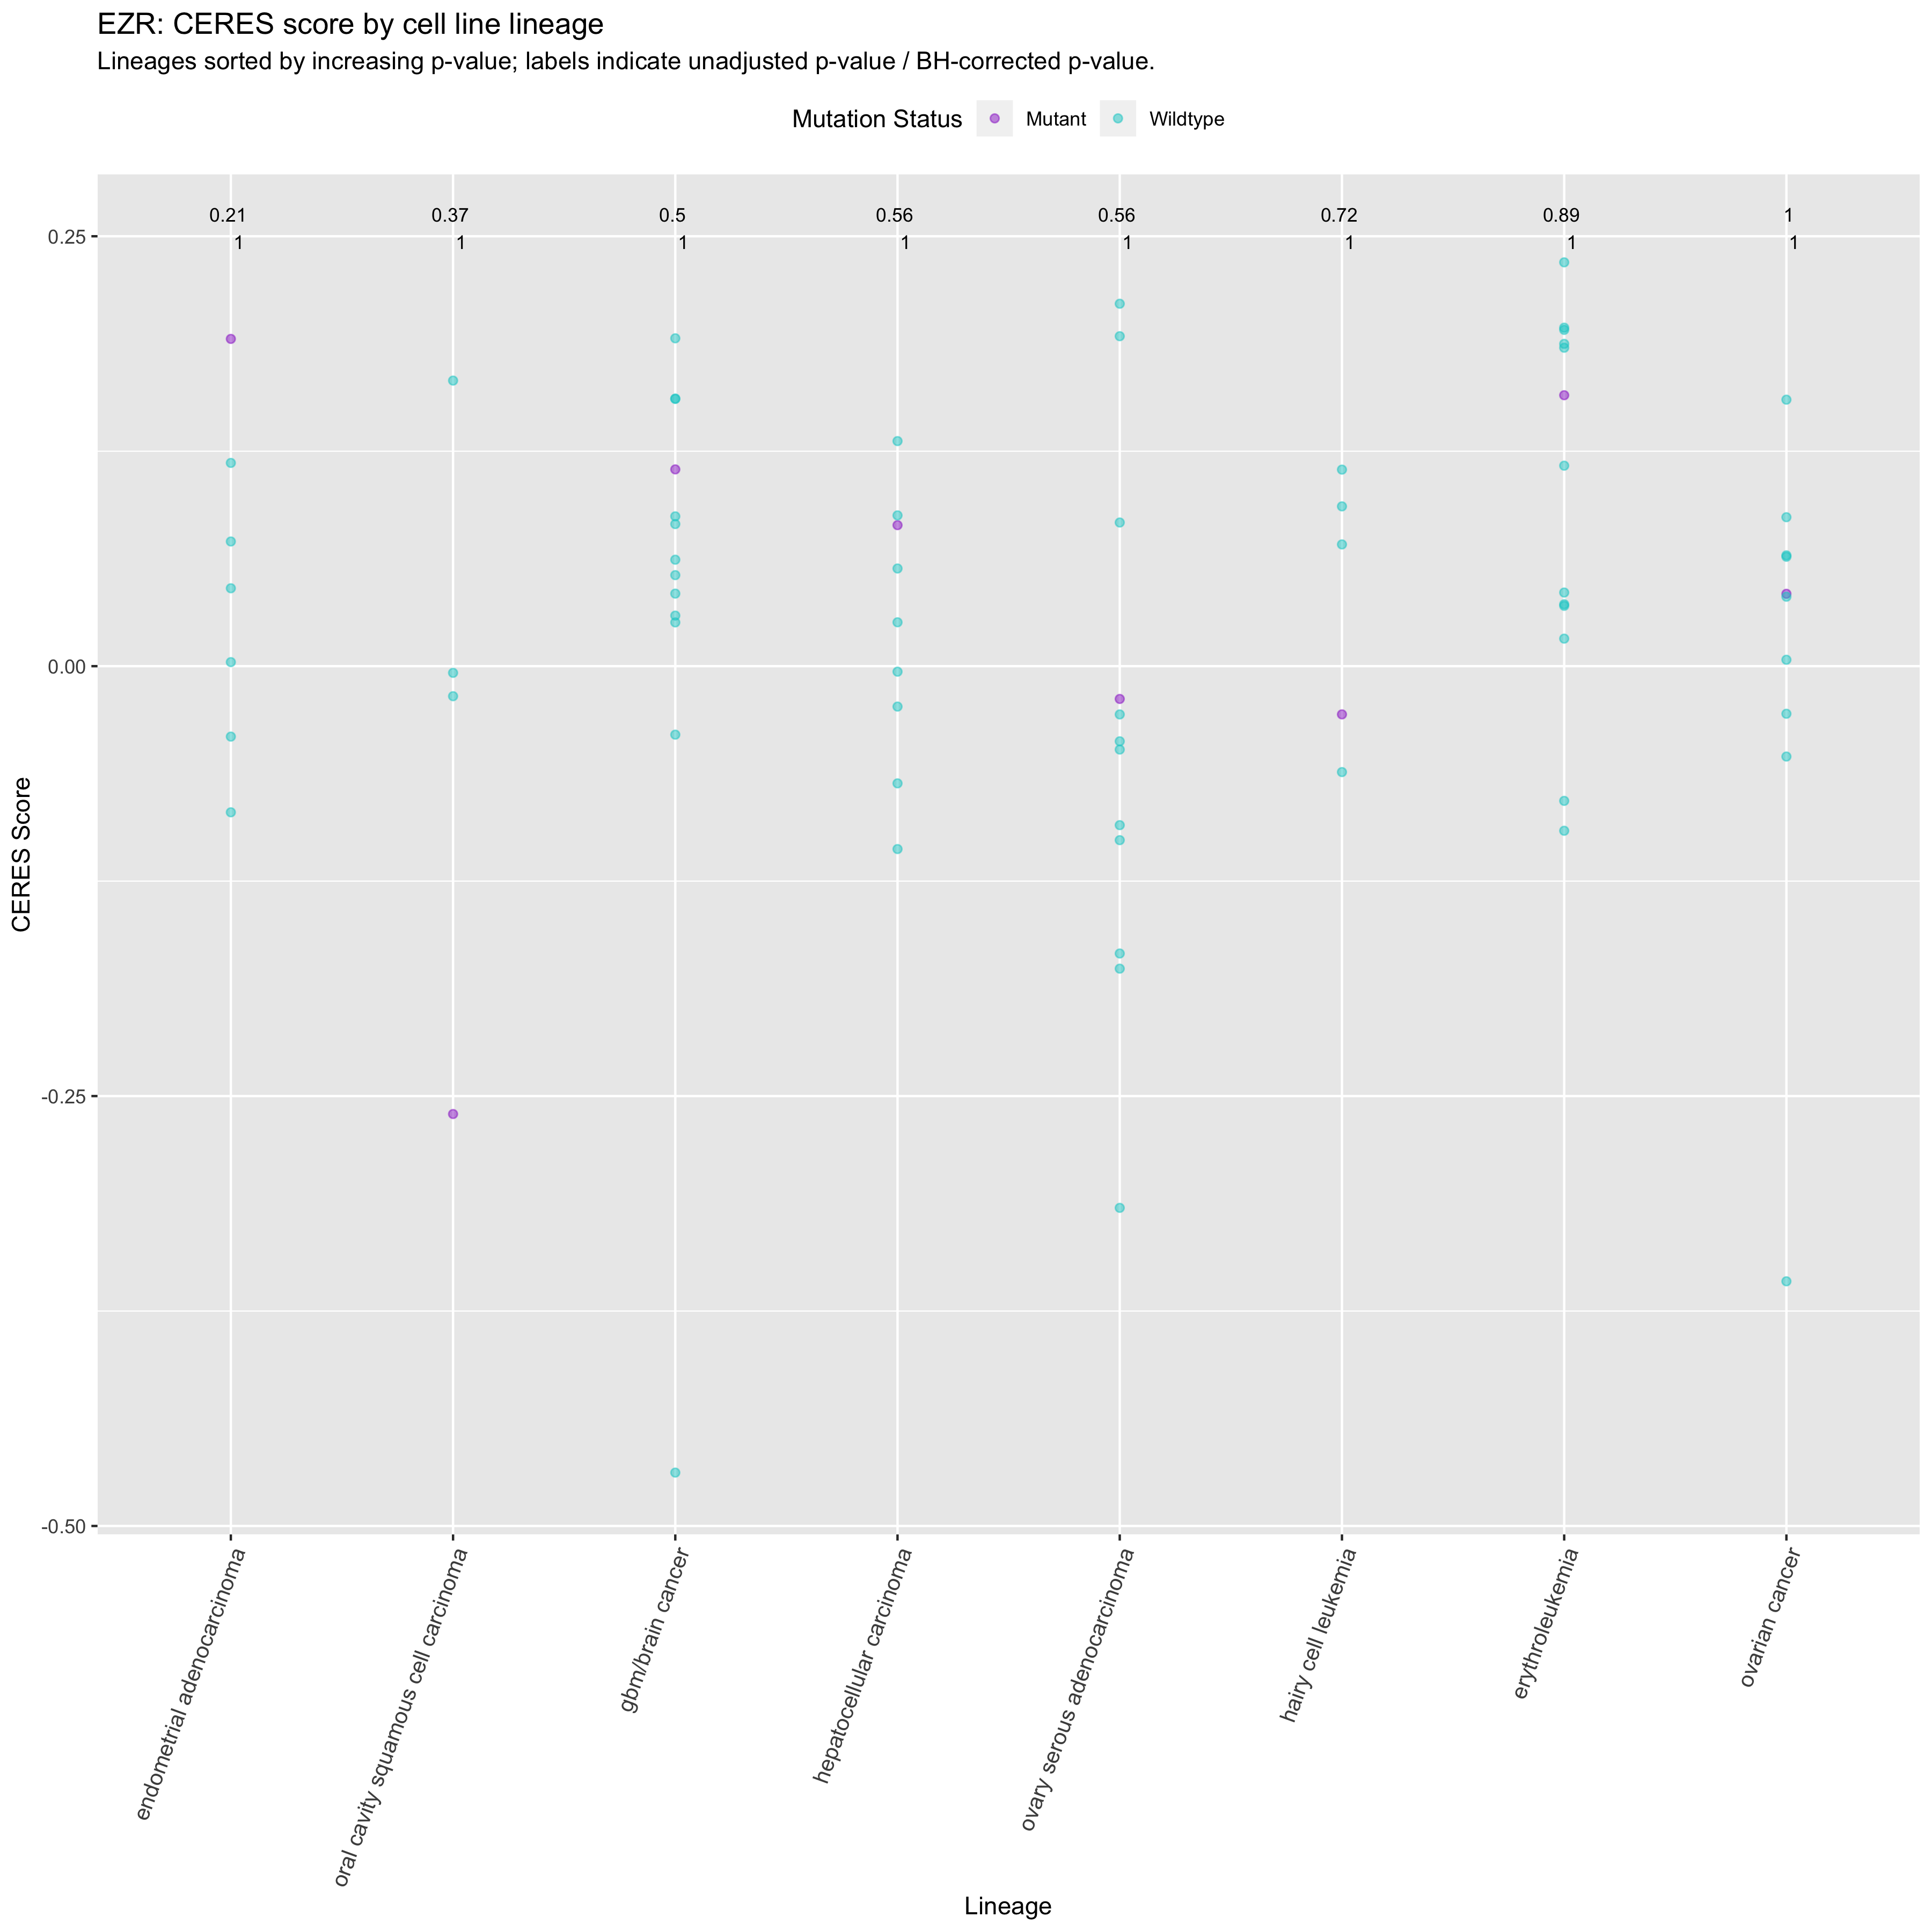 EZR: CERES score by cell line lineage
Lineages sorted by increasing p-value; labels indicate unadjusted p-value / BH-corrected p-value.
Mutation Status Mutant Wildtype
0.21 0.37 0.5 0.56 0.56 0.72 0.89 1
1 1 1 1 1 1 1 1
0.25
0.00
-0.25
-0.50
CERES Score
endometrial adenocarcinoma
oral cavity squamous cell carcinoma
gbm/brain cancer
hepatocellular carcinoma
ovary serous adenocarcinoma
hairy cell leukemia
erythroleukemia
ovarian cancer
Lineage